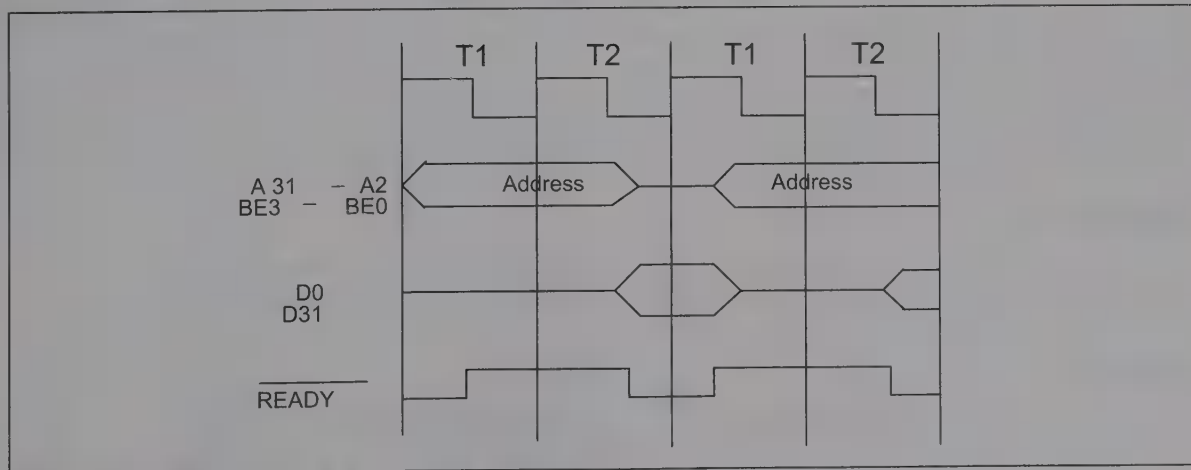 T1 T2 T1 T2
A 31 – A2 Address Address
BE3 – BE0
D0
D31
READY